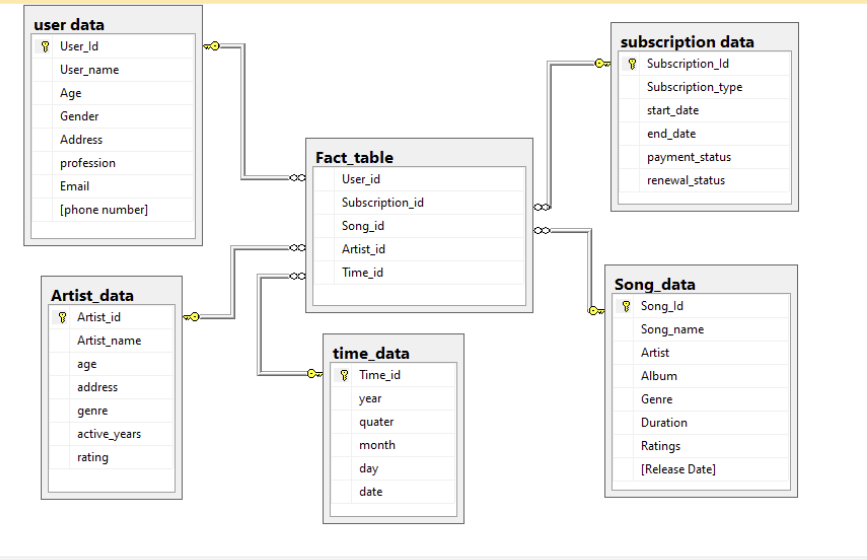 user data
User_Id
User_name
Age
Gender
Address
profession
Email
[phone number]
subscription data
Subscription_Id
Subscription_type
start_date
end_date
payment_status
renewal_status
Fact_table
User_id
Subscription_id
Song_id
Artist_id
Time_id
Artist_data
Artist_id
Artist_name
age
address
genre
active_years
rating
time_data
Time_id
year
quater
month
day
date
Song_data
Song_Id
Song_name
Artist
Album
Genre
Duration
Ratings
[Release Date]